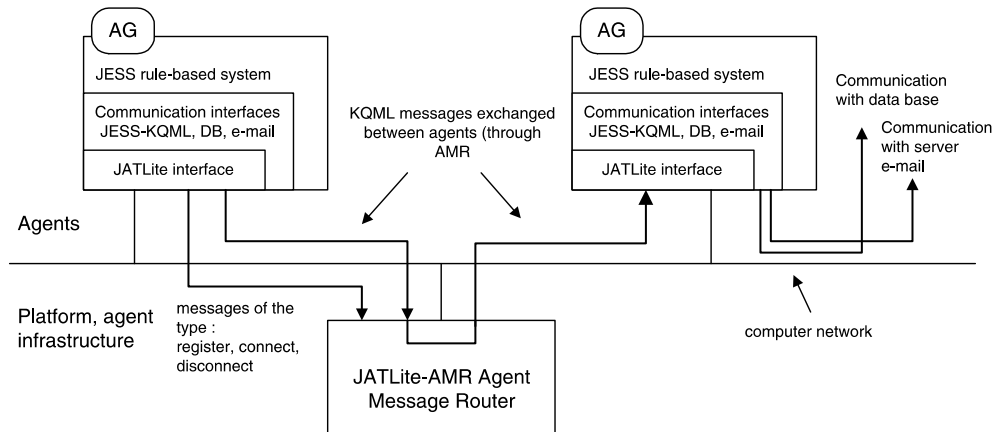 AG
JESS rule-based system
Communication interfaces
JESS-KQML, DB, e-mail
JATLite interface
KQML messages exchanged
between agents (through
AMR
AG
JESS rule-based system
Communication interfaces
JESS-KQML, DB, e-mail
JATLite interface
Communication
with data base
Communication
with server
e-mail
Agents
Platform, agent
infrastructure
messages of the
type :
register, connect,
disconnect
computer network
JATLite-AMR Agent
Message Router